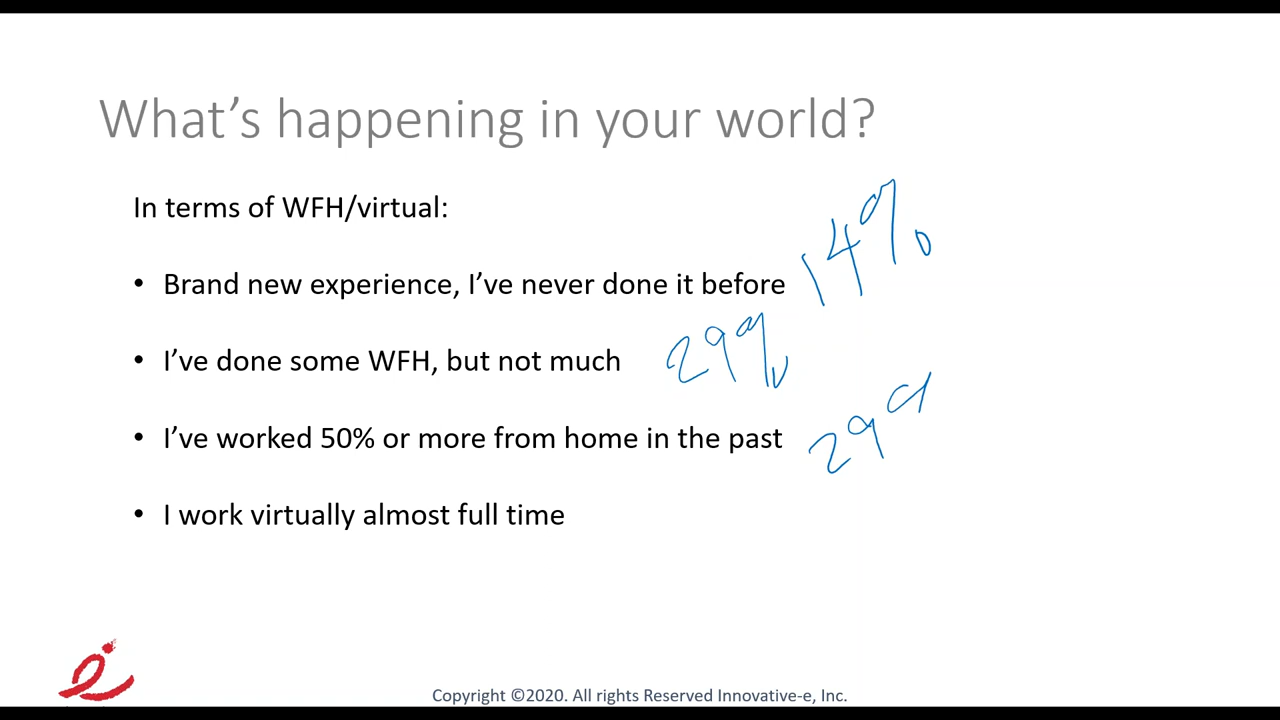 What's happening in your world?
In terms of WFH/virtual:
• Brand new experience, I've never done it before 14%
• I've done some WFH, but not much 29%
• I've worked 50% or more from home in the past 29
• I work virtually almost full time
Copyright ©2020. All rights Reserved Innovative-e, Inc.